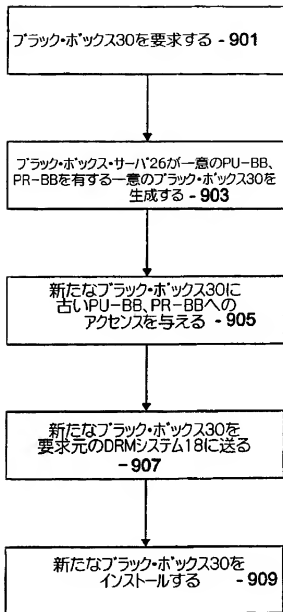 ブラック・ボックス30を要求する - 901
ブラック・ボックス・サーバ26が一意のPU-BB、
PR-BBを有する一意のブラック・ボックス30を
生成する - 903
新たなブラック・ボックス30に
古いPU-BB、PR-BBへの
アクセンスを与える - 905
新たなブラック・ボックス30を
要求元のDRMシステム18に送る
- 907
新たなブラック・ボックス30を
インストールする - 909